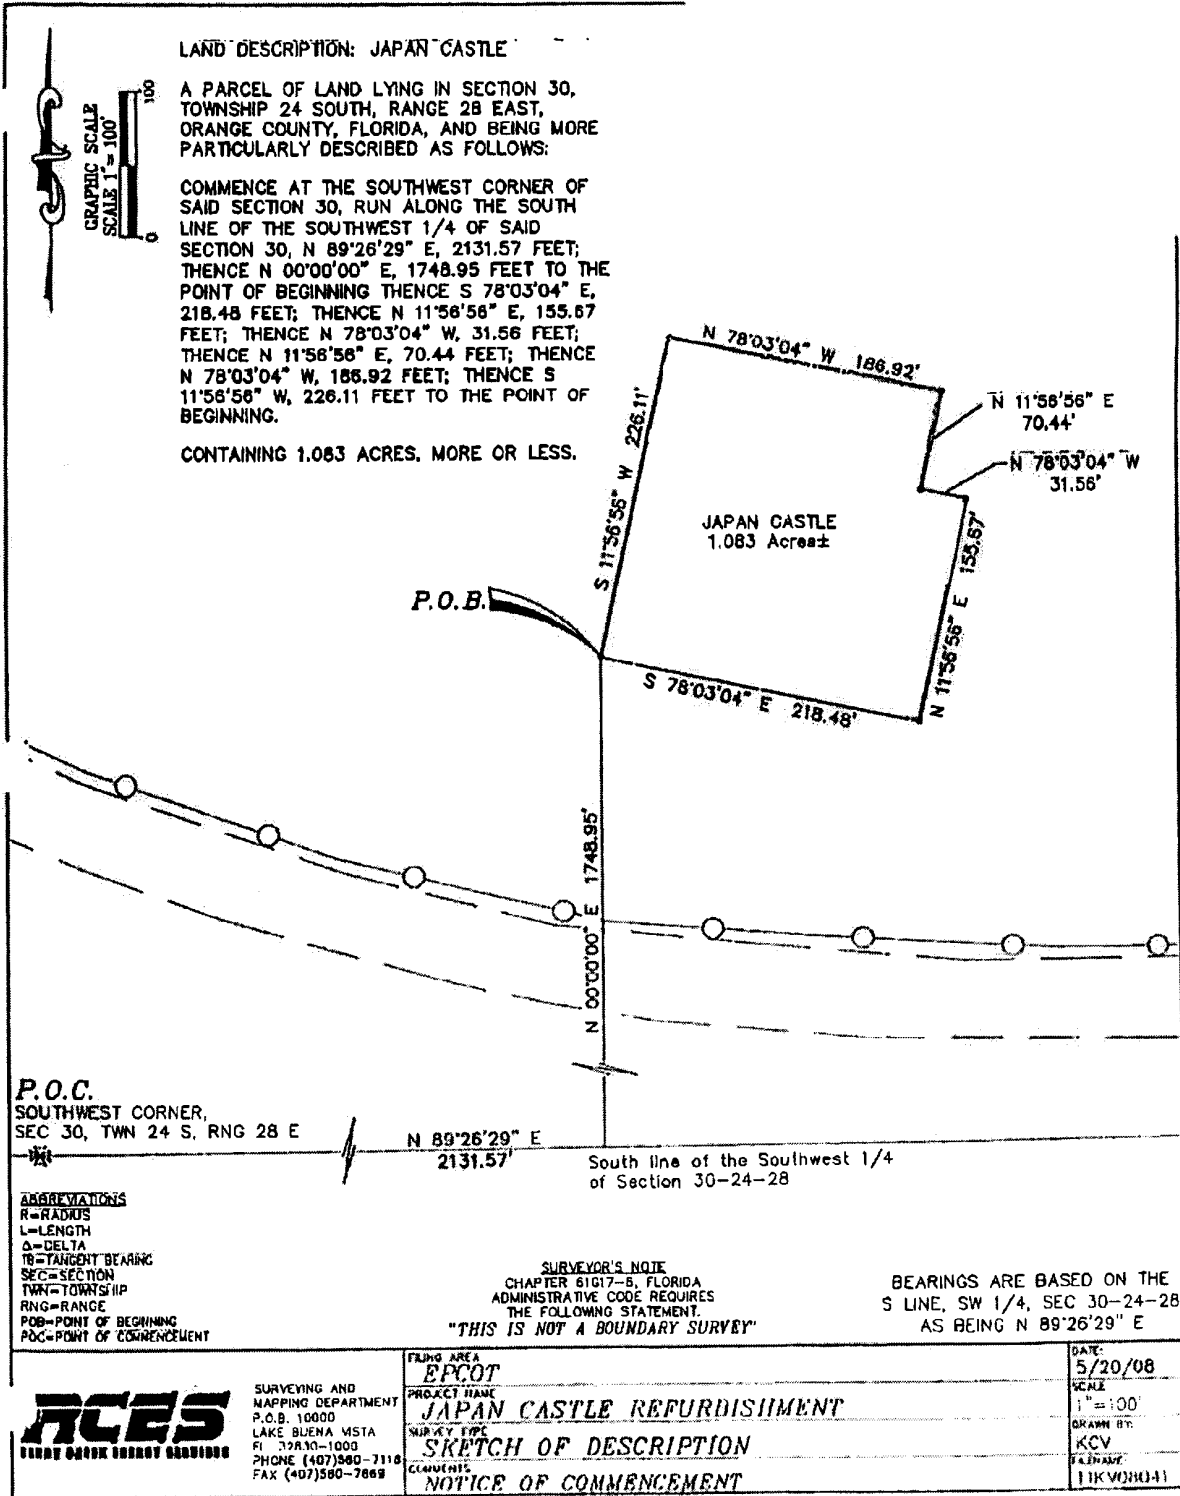 LAND DESCRIPTION: JAPAN CASTLE
A PARCEL OF LAND LYING IN SECTION 30,
TOWNSHIP 24 SOUTH, RANGE 28 EAST,
ORANGE COUNTY, FLORIDA, AND BEING MORE
PARTICULARLY DESCRIBED AS FOLLOWS:
COMMENCE AT THE SOUTHWEST CORNER OF
SAID SECTION 30, RUN ALONG THE SOUTH
LINE OF THE SOUTHWEST 1/4 OF SAID
SECTION 30, N 89°26'29" E, 2131.57 FEET;
THENCE N 00°00'00" E, 1748.95 FEET TO THE
POINT OF BEGINNING THENCE S 78°03'04" E,
218.48 FEET; THENCE N 11°56'56" E, 155.67
FEET; THENCE N 78°03'04" W, 31.56 FEET;
THENCE N 11°56'56" E, 70.44 FEET; THENCE
N 78°03'04" W, 186.92 FEET; THENCE S
11°56'56" W, 226.11 FEET TO THE POINT OF
BEGINNING.
CONTAINING 1.083 ACRES, MORE OR LESS.
GRAPHIC SCALE
SCALE 1"=100'
0
100
N 78°03'04" W 186.92'
N 11°56'56" E
70.44'
N 78°03'04" W
31.56'
S 11°56'56" W 226.11'
JAPAN CASTLE
1.083 Acres±
N 11°56'56" E 155.67'
P.O.B.
S 78°03'04" E 218.48'
N 00°00'00" E 1748.95'
P.O.C.
SOUTHWEST CORNER,
SEC 30, TWN 24 S, RNG 28 E
N 89°26'29" E
2131.57'
South line of the Southwest 1/4
of Section 30-24-28
ABBREVIATIONS
R=RADIUS
L=LENGTH
Δ=DELTA
TB=TANGENT BEARING
SEC=SECTION
TWN=TOWNSHIP
RNG=RANGE
POB=POINT OF BEGINNING
POC=POINT OF COMMENCEMENT
SURVEYOR'S NOTE
CHAPTER 61G17-6, FLORIDA
ADMINISTRATIVE CODE REQUIRES
THE FOLLOWING STATEMENT.
"THIS IS NOT A BOUNDARY SURVEY"
BEARINGS ARE BASED ON THE
S LINE, SW 1/4, SEC 30-24-28
AS BEING N 89°26'29" E
RCES
REEDY CREEK ENERGY SERVICES
SURVEYING AND
MAPPING DEPARTMENT
P.O.B. 10000
LAKE BUENA VISTA
FL 32830-1000
PHONE (407)560-7118
FAX (407)560-7869
FILING AREA
EPCOT
PROJECT NAME
JAPAN CASTLE REFURBISHMENT
SURVEY TYPE
SKETCH OF DESCRIPTION
COMMENTS
NOTICE OF COMMENCEMENT
DATE:
5/20/08
SCALE
1"=100'
DRAWN BY:
KCV
FILENAME: